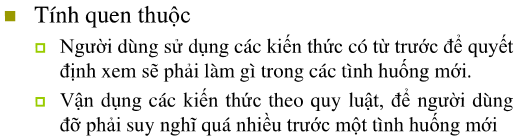 Tính quen thuộc
Người dùng sử dụng các kiến thức có từ trước để quyết
định xem sẽ phải làm gì trong các tình huống mới.
Vận dụng các kiến thức theo quy luật, để người dùng
đỡ phải suy nghĩ quá nhiều trước một tình huống mới